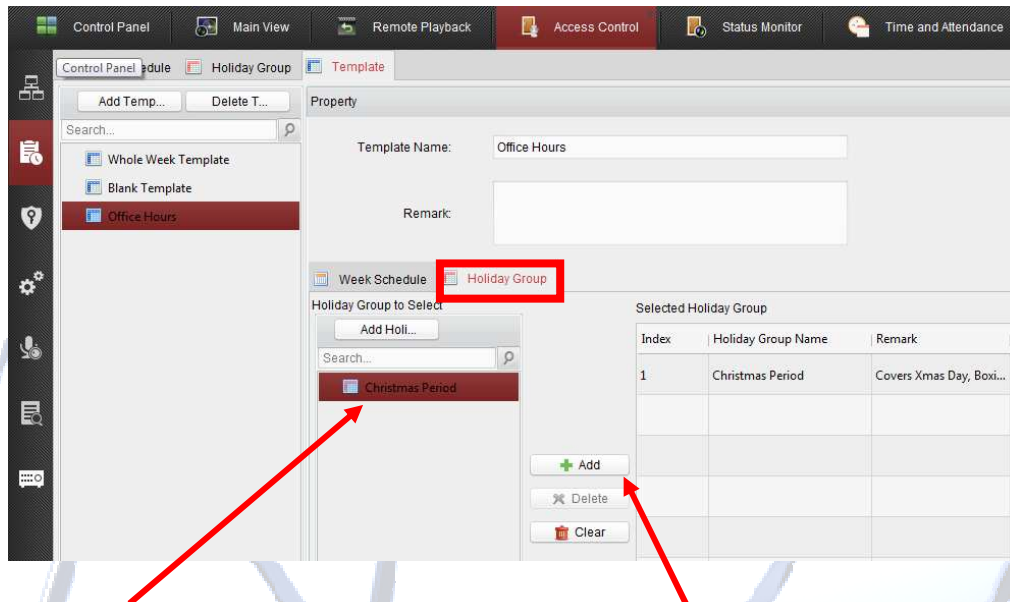 Control Panel Main View Remote Playback Access Control Status Monitor Time and Attendance
Control Panel edule Holiday Group Template
Add Temp... Delete T... Property
Search...
Template Name: Office Hours
Whole Week Template
Blank Template
Office Hours
Remark:
Week Schedule Holiday Group
Holiday Group to Select Selected Holiday Group
Add Holi... Index Holiday Group Name Remark
Search...
Christmas Period 1 Christmas Period Covers Xmas Day, Boxi...
Add
Delete
Clear